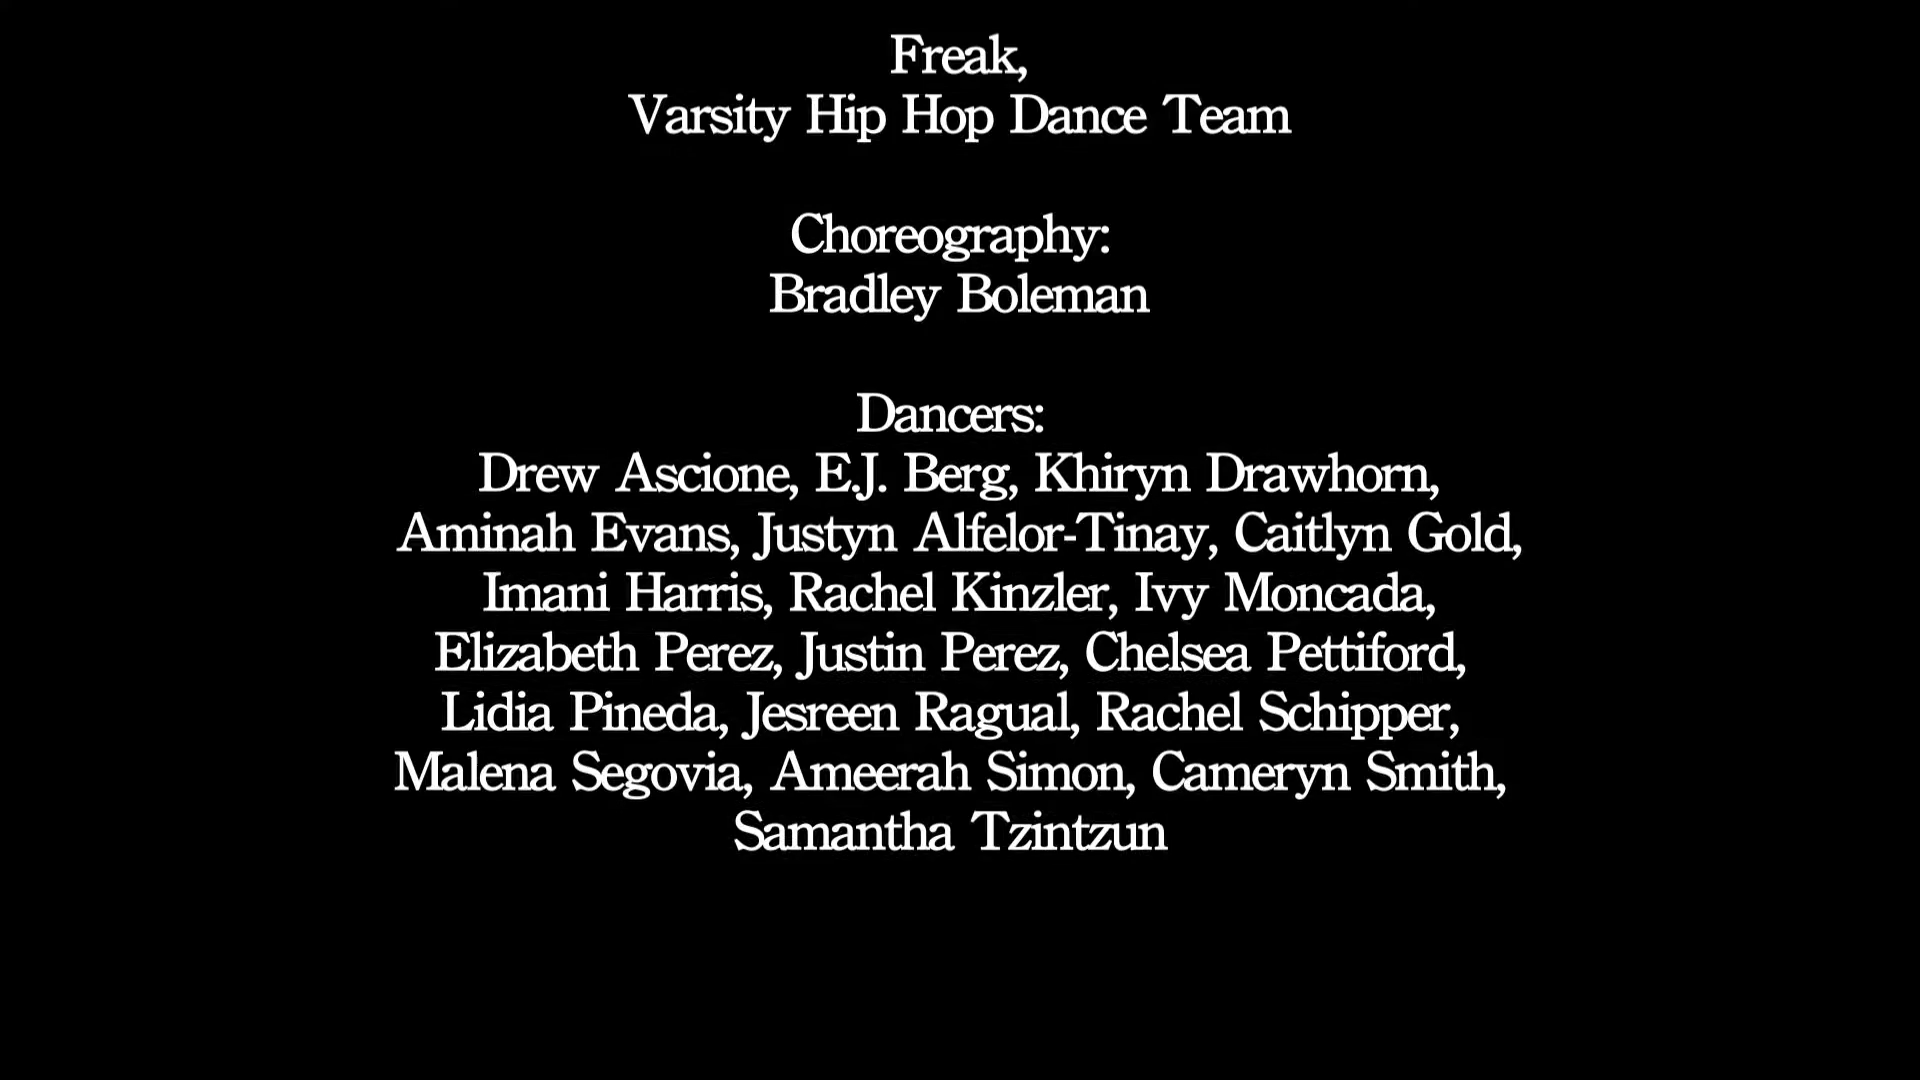 Freak,
Varsity Hip Hop Dance Team
Choreography:
Bradley Boleman
Dancers:
Drew Ascione, E.J. Berg, Khiryn Drawhorn,
Aminah Evans, Justyn Alfelor-Tinay, Caitlyn Gold,
Imani Harris, Rachel Kinzler, Ivy Moncada,
Elizabeth Perez, Justin Perez, Chelsea Pettiford,
Lidia Pineda, Jesreen Ragual, Rachel Schipper,
Malena Segovia, Ameerah Simon, Cameryn Smith,
Samantha Tzintzun